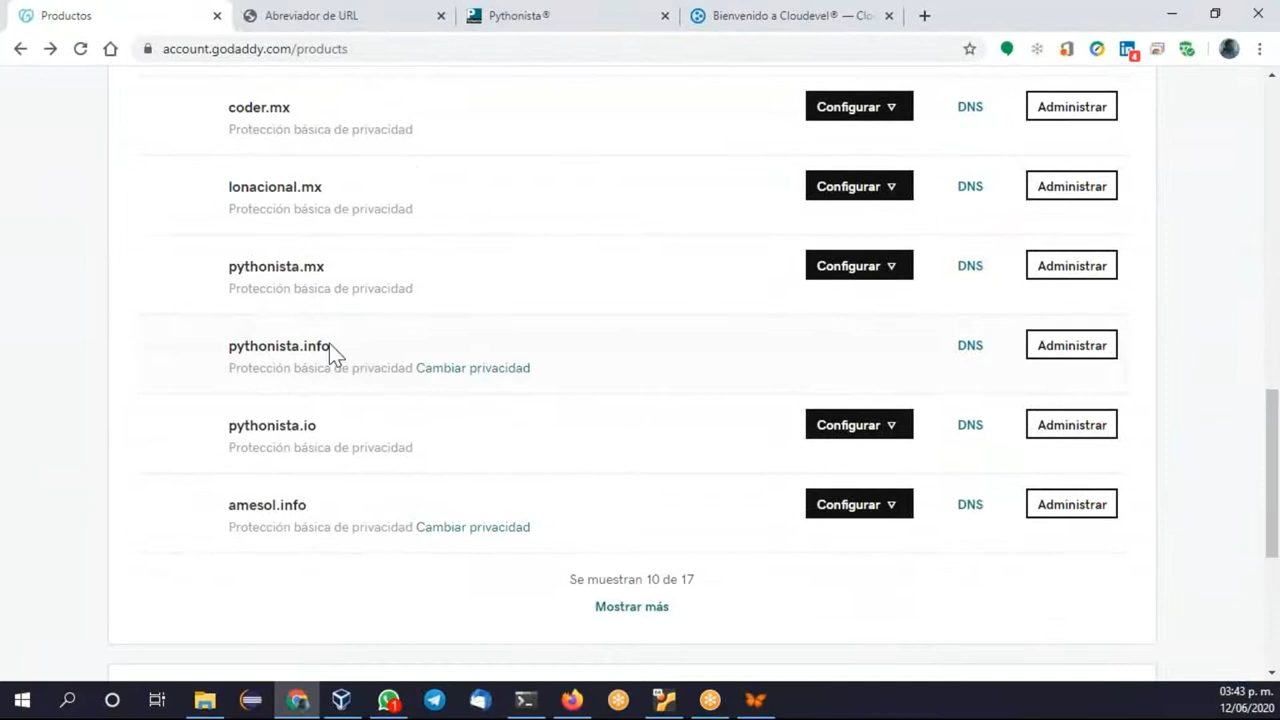 Productos
Abreviador de URL
Pythonista®
Bienvenido a Cloudevel® — Clo
account.godaddy.com/products
4
coder.mx
Configurar
DNS
Administrar
Protección básica de privacidad
lonacional.mx
Configurar
DNS
Administrar
Protección básica de privacidad
pythonista.mx
Configurar
DNS
Administrar
Protección básica de privacidad
pythonista.info
DNS
Administrar
Protección básica de privacidad Cambiar privacidad
pythonista.io
Configurar
DNS
Administrar
Protección básica de privacidad
amesol.info
Configurar
DNS
Administrar
Protección básica de privacidad Cambiar privacidad
Se muestran 10 de 17
Mostrar más
1
03:43 p. m.
12/06/2020